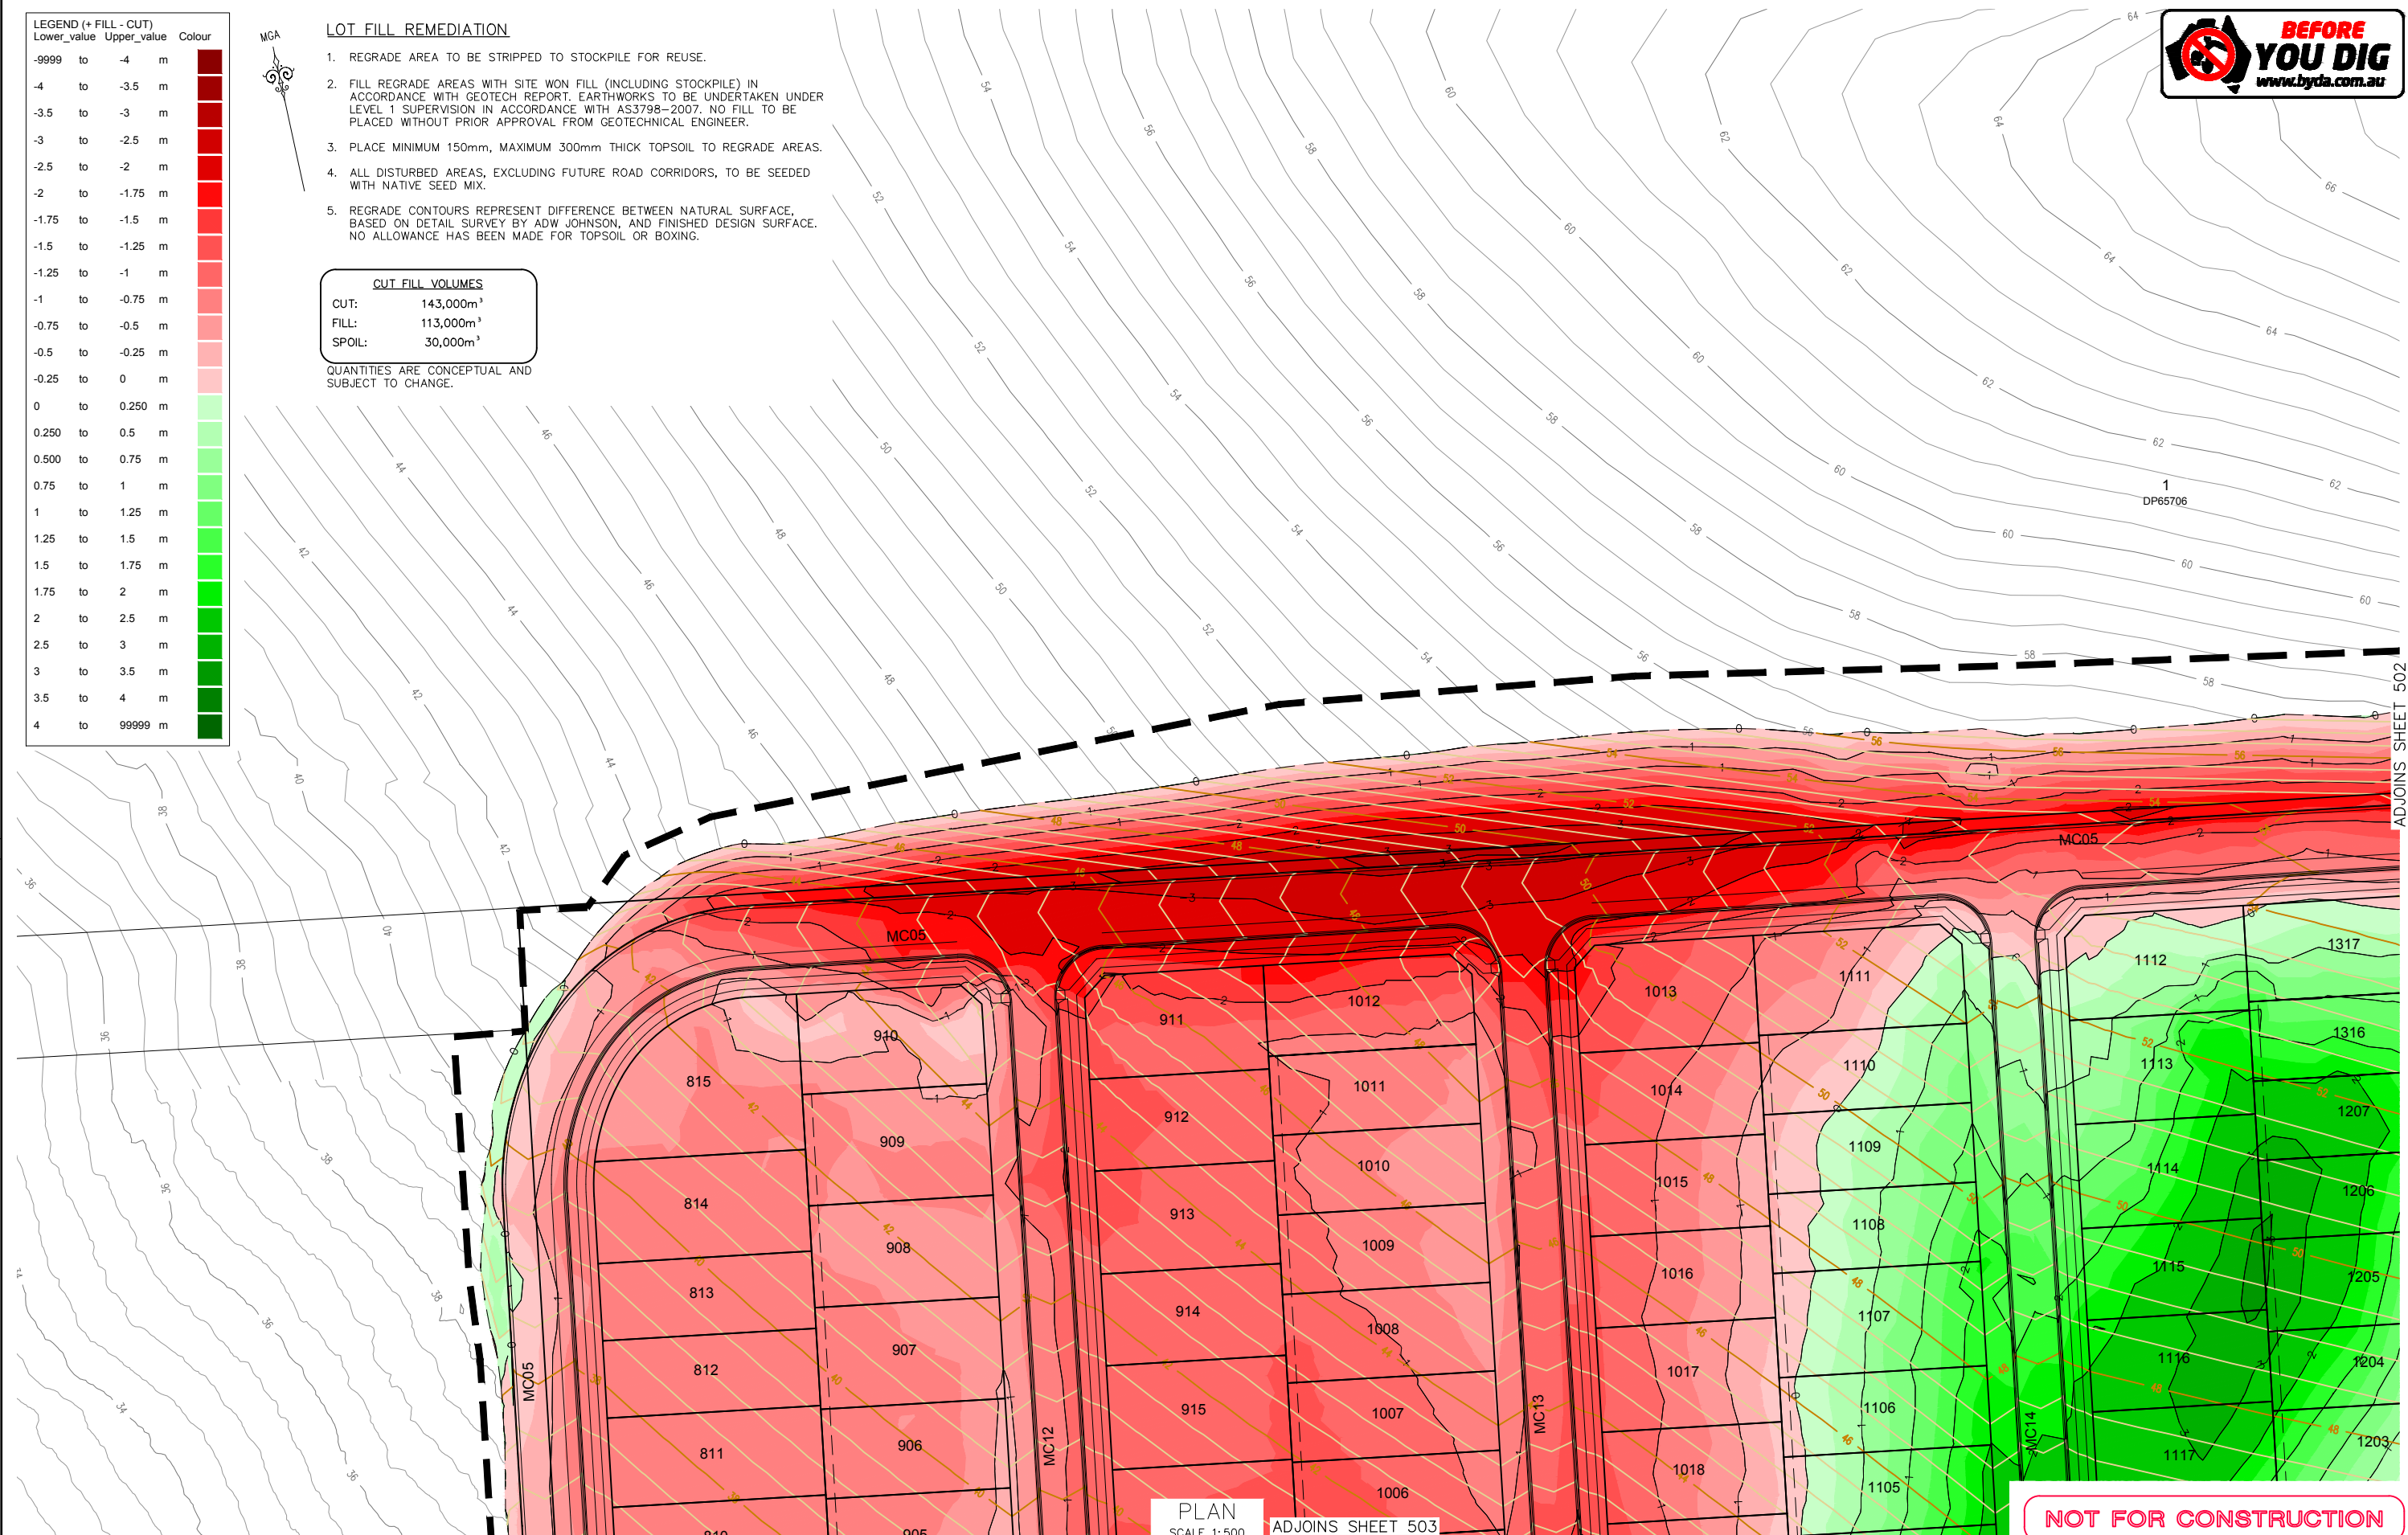 LEGEND (+ FILL - CUT)
Lower_value Upper_value Colour
-9999 to -4 m
-4 to -3.5 m
-3.5 to -3 m
-3 to -2.5 m
-2.5 to -2 m
-2 to -1.75 m
-1.75 to -1.5 m
-1.5 to -1.25 m
-1.25 to -1 m
-1 to -0.75 m
-0.75 to -0.5 m
-0.5 to -0.25 m
-0.25 to 0 m
0 to 0.250 m
0.250 to 0.5 m
0.500 to 0.75 m
0.75 to 1 m
1 to 1.25 m
1.25 to 1.5 m
1.5 to 1.75 m
1.75 to 2 m
2 to 2.5 m
2.5 to 3 m
3 to 3.5 m
3.5 to 4 m
4 to 99999 m
MGA
LOT FILL REMEDIATION
1. REGRADE AREA TO BE STRIPPED TO STOCKPILE FOR REUSE.
2. FILL REGRADE AREAS WITH SITE WON FILL (INCLUDING STOCKPILE) IN
ACCORDANCE WITH GEOTECH REPORT. EARTHWORKS TO BE UNDERTAKEN UNDER
LEVEL 1 SUPERVISION IN ACCORDANCE WITH AS3798-2007. NO FILL TO BE
PLACED WITHOUT PRIOR APPROVAL FROM GEOTECHNICAL ENGINEER.
3. PLACE MINIMUM 150mm, MAXIMUM 300mm THICK TOPSOIL TO REGRADE AREAS.
4. ALL DISTURBED AREAS, EXCLUDING FUTURE ROAD CORRIDORS, TO BE SEEDED
WITH NATIVE SEED MIX.
5. REGRADE CONTOURS REPRESENT DIFFERENCE BETWEEN NATURAL SURFACE,
BASED ON DETAIL SURVEY BY ADW JOHNSON, AND FINISHED DESIGN SURFACE.
NO ALLOWANCE HAS BEEN MADE FOR TOPSOIL OR BOXING.
CUT FILL VOLUMES
CUT: 143,000m³
FILL: 113,000m³
SPOIL: 30,000m³
QUANTITIES ARE CONCEPTUAL AND
SUBJECT TO CHANGE.
BEFORE
YOU DIG
www.byda.com.au
1
DP65706
ADJOINS SHEET 502
MC05
MC05
MC05
MC12
MC13
MC14
815
814
813
812
811
910
909
908
907
906
911
912
913
914
915
1012
1011
1010
1009
1008
1007
1006
1013
1014
1015
1016
1017
1018
1111
1110
1109
1108
1107
1106
1105
1112
1113
1114
1115
1116
1117
1317
1316
1207
1206
1205
1204
1203
PLAN
SCALE 1:500
ADJOINS SHEET 503
NOT FOR CONSTRUCTION